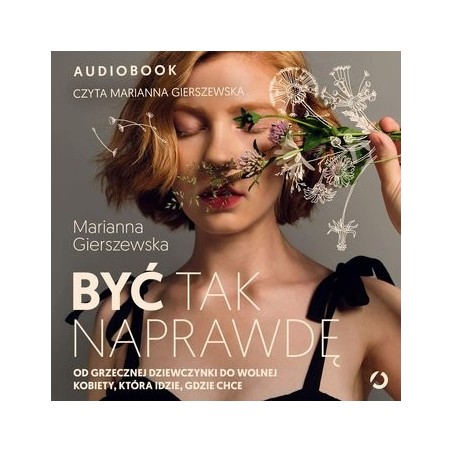 AUDIOBOOK
CZYTA MARIANNA GIERSZEWSKA
Marianna
Gierszewska
BYĆ TAK
NAPRAWDĘ
OD GRZECZNEJ DZIEWCZYNKI DO WOLNEJ
KOBIETY, KTÓRA IDZIE, GDZIE CHCE